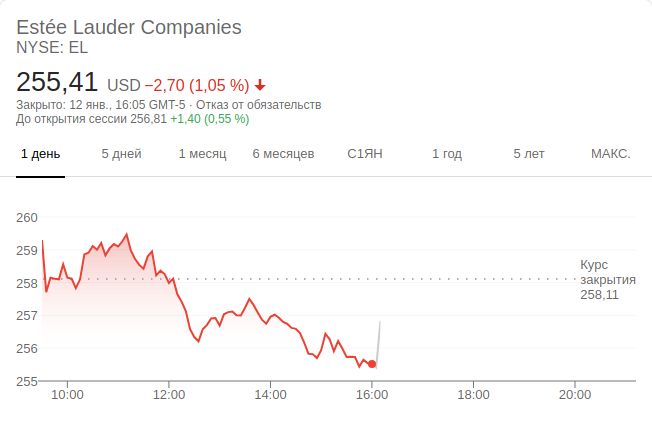 Estée Lauder Companies
NYSE: EL
255,41 USD −2,70 (1,05 %)
Закрыто: 12 янв., 16:05 GMT-5 · Отказ от обязательств
До открытия сессии 256,81 +1,40 (0,55 %)
1 день 5 дней 1 месяц 6 месяцев С1ЯН 1 год 5 лет МАКС.
260
259
258
257
256
255
Курс
закрытия
258,11
10:00 12:00 14:00 16:00 18:00 20:00